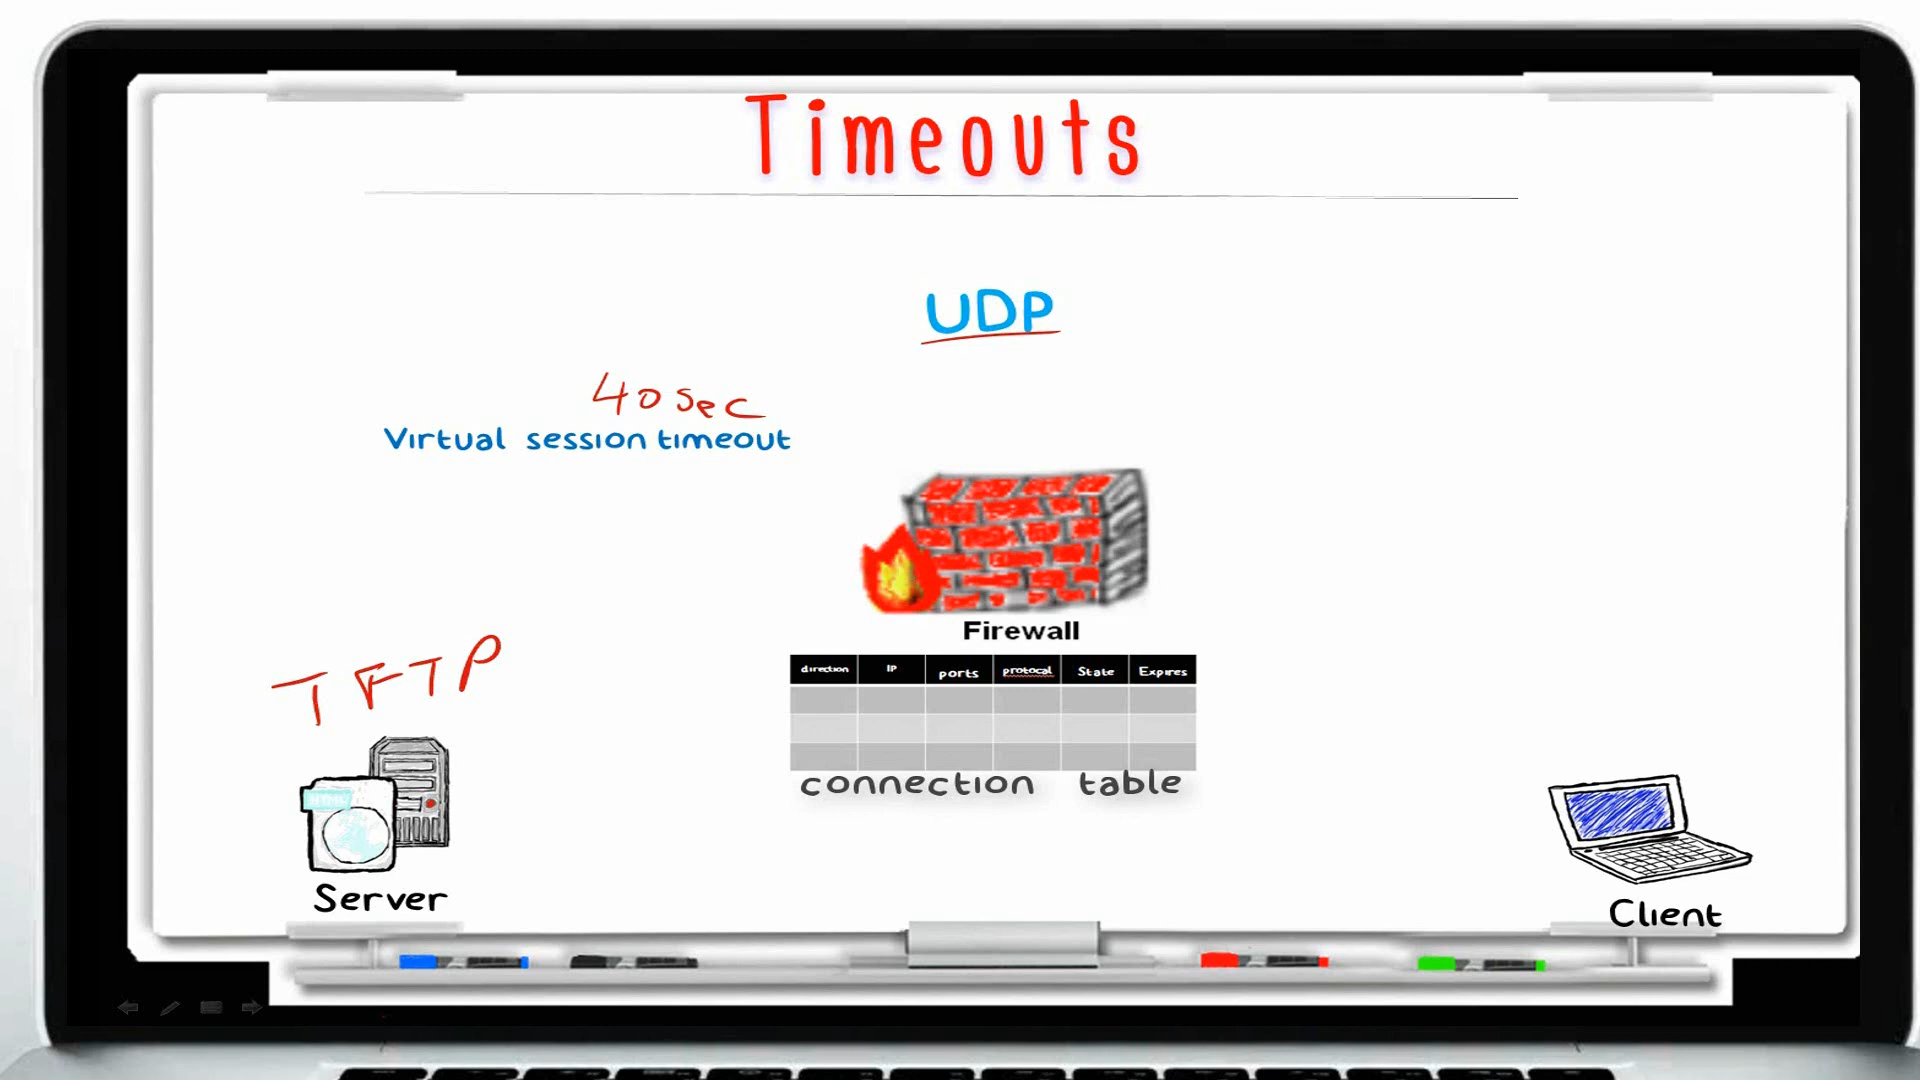 Timeouts
UDP
40 sec
Virtual session timeout
Firewall
direction IP ports protocal State Expires
connection table
TFTP
HTML
Server
Client